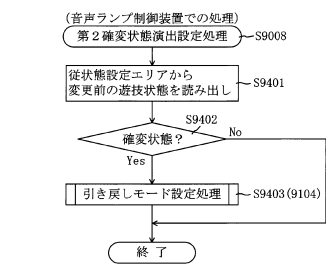 (音声ランプ制御装置での処理)
第2確変状態演出設定処理
S9008
従状態設定エリアから
変更前の遊技状態を読み出し
S9401
S9402
確変状態?
No
Yes
引き戻しモード設定処理
S9403(9104)
終了